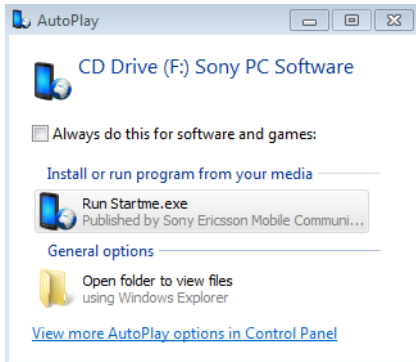 AutoPlay
CD Drive (F:) Sony PC Software
Always do this for software and games:
Install or run program from your media
Run Startme.exe
Published by Sony Ericsson Mobile Communi...
General options
Open folder to view files
using Windows Explorer
View more AutoPlay options in Control Panel